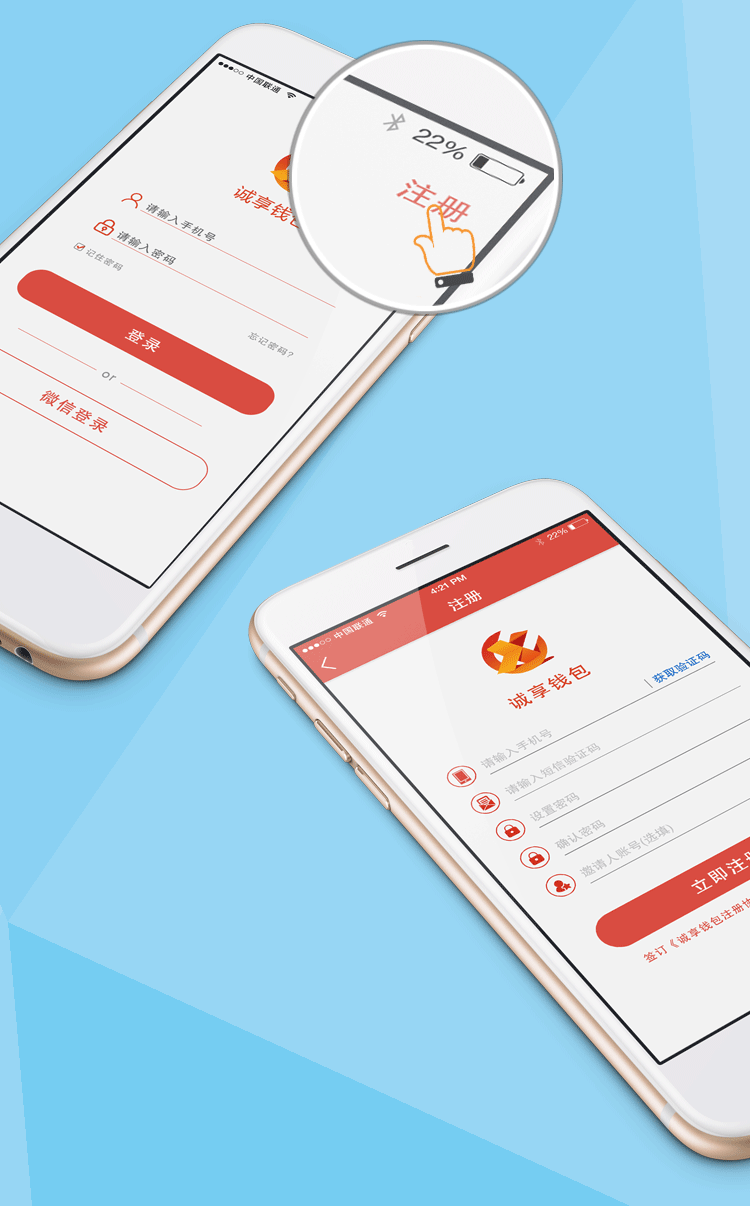 中国联通
22%
注册
诚享钱包
请输入手机号
请输入密码
记住密码
忘记密码?
登录
or
微信登录
中国联通
4:21 PM
22%
注册
诚享钱包
获取验证码
请输入手机号
请输入短信验证码
设置密码
确认密码
邀请人账号(选填)
立即注册
签订《诚享钱包注册协